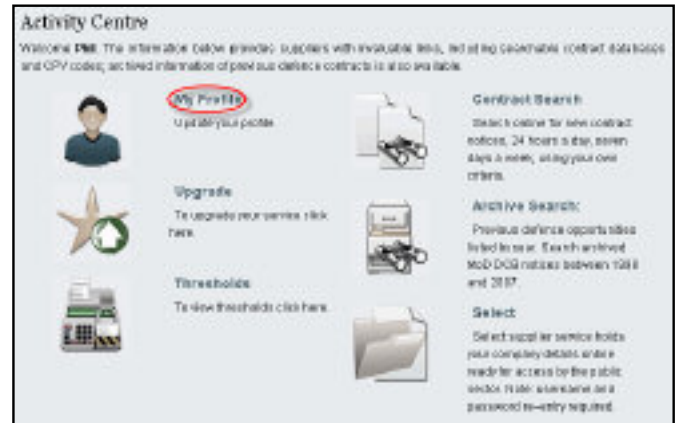 Activity Centre
Welcome Phil. The information below provides suppliers with invaluable links, including searchable contract databases
and CPV codes; archived information of previous defence contracts is also available.
My Profile
Update your profile
Upgrade
To upgrade your service click
here.
Thresholds
To view thresholds click here.
Contract Search
Search online for new contract
notices, 24 hours a day, seven
days a week, using your own
criteria.
Archive Search:
Previous defence opportunities
listed to near. Search archived
MoD DCB notices between 1998
and 2007.
Select
Select supplier service holds
your company details online
ready for access by the public
sector. Note: username and
password re-entry required.